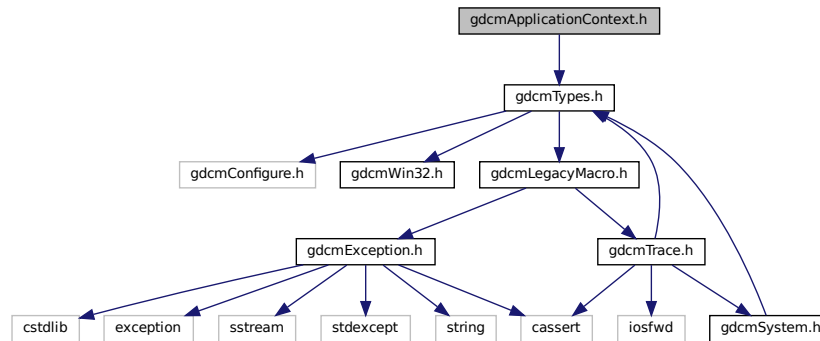 gdcmApplicationContext.h
gdcmTypes.h
gdcmConfigure.h
gdcmWin32.h
gdcmLegacyMacro.h
gdcmException.h
gdcmTrace.h
cstdlib
exception
sstream
stdexcept
string
cassert
iosfwd
gdcmSystem.h